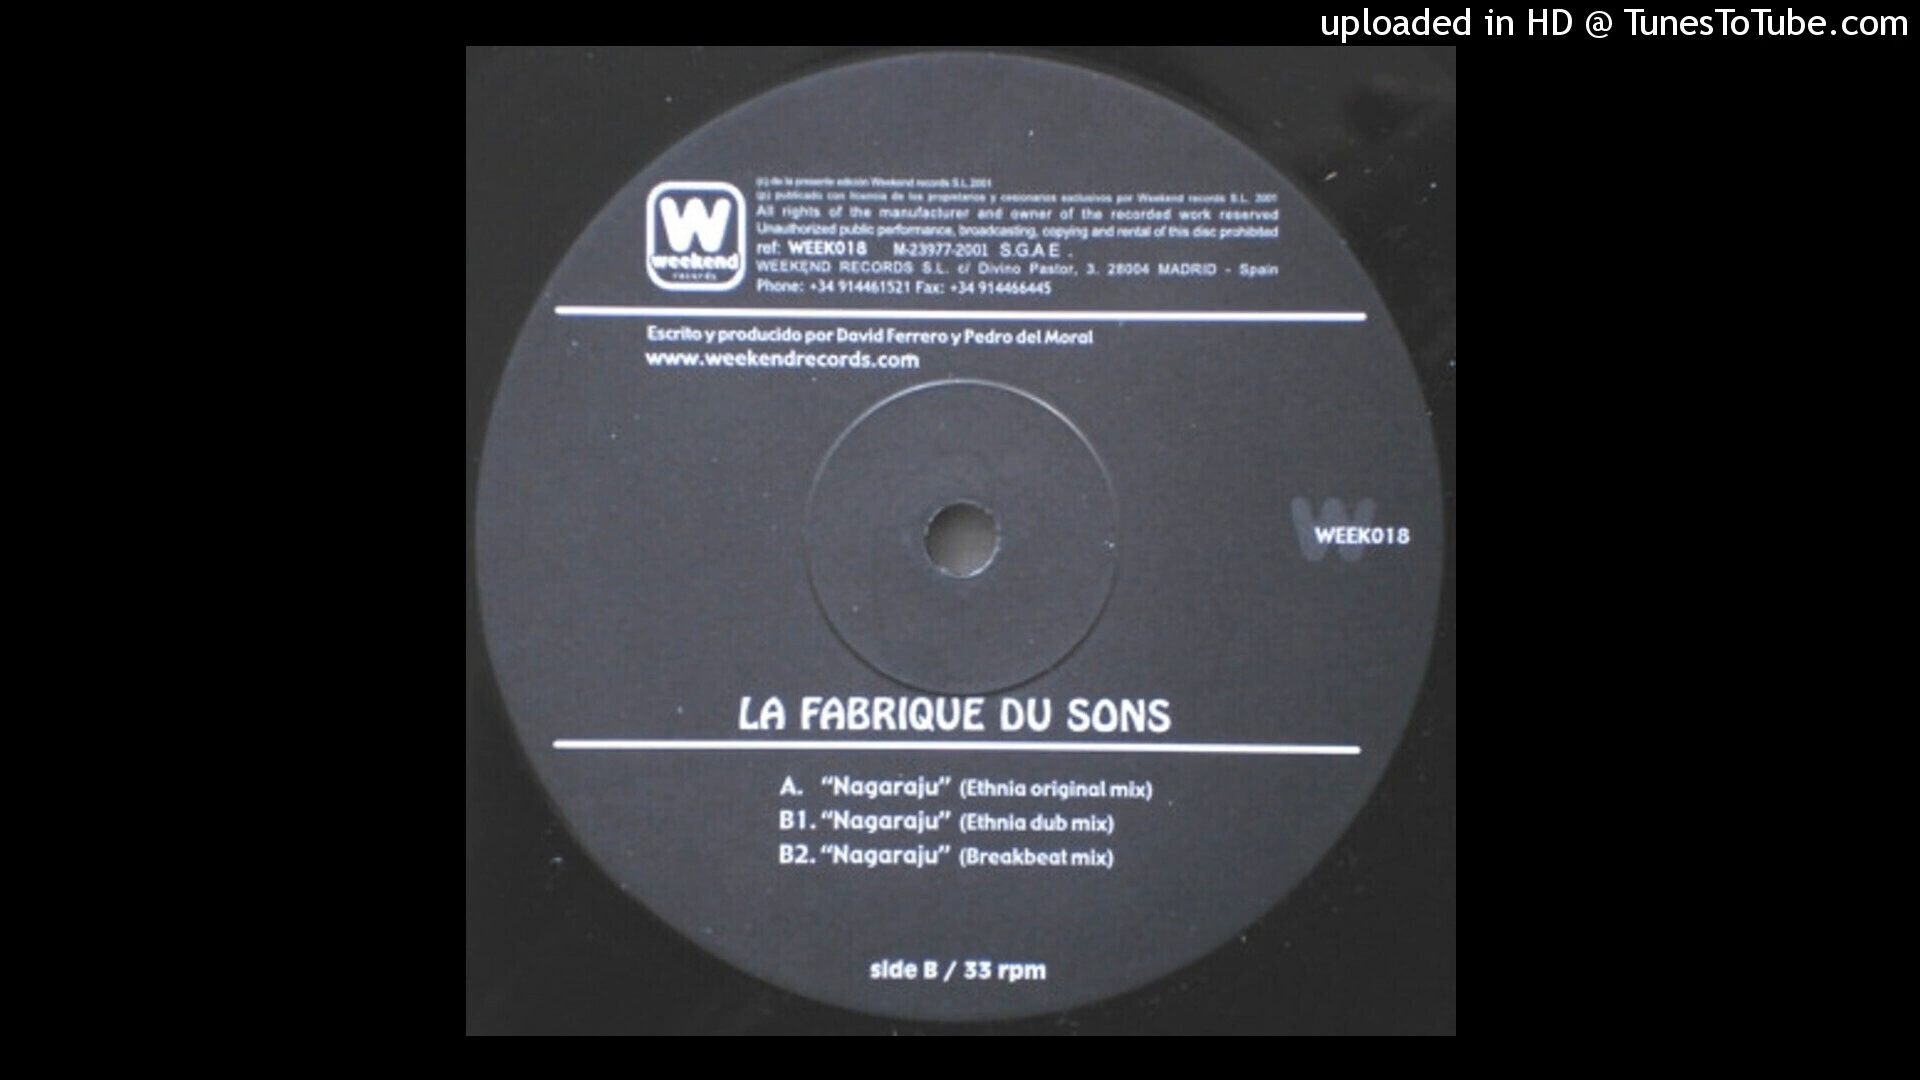 uploaded in HD @ TunesToTube.com
W
weekend
records
(c) de la presente edición Weekend records S.L. 2001
(p) publicado con licencia de los propietarios y cesionarios exclusivos por Weekend records S.L. 2001
All rights of the manufacturer and owner of the recorded work reserved
Unauthorized public performance, broadcasting, copying and rental of this disc prohibited
ref: WEEK018 M-23977-2001 S.G.A.E .
WEEKEND RECORDS S.L. c/ Divino Pastor, 3. 28004 MADRID - Spain
Phone: +34 914461521 Fax: +34 914466445
Escrito y producido por David Ferrero y Pedro del Moral
www.weekendrecords.com
W
WEEK018
LA FABRIQUE DU SONS
A. "Nagaraju" (Ethnia original mix)
B1. "Nagaraju" (Ethnia dub mix)
B2. "Nagaraju" (Breakbeat mix)
side B / 33 rpm